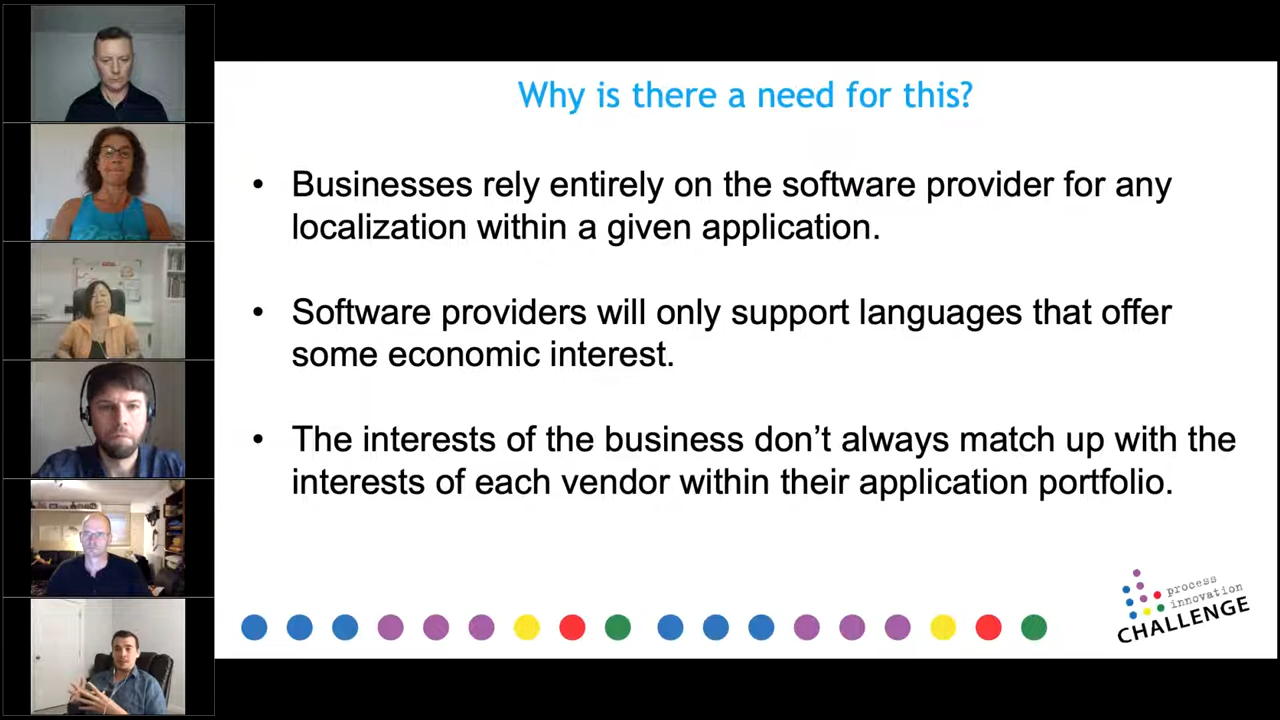 Why is there a need for this?
• Businesses rely entirely on the software provider for any
localization within a given application.
• Software providers will only support languages that offer
some economic interest.
• The interests of the business don’t always match up with the
interests of each vendor within their application portfolio.
process
innovation
CHALLENGE